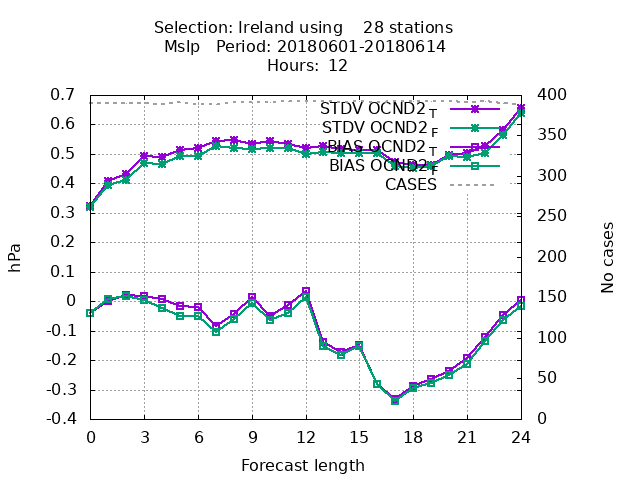 Selection: Ireland using    28 stations
Mslp   Period: 20180601-20180614
Hours: 12
0.7
0.6
0.5
0.4
0.3
0.2
0.1
0
-0.1
-0.2
-0.3
-0.4
hPa
STDV OCND2 T
STDV OCND2 F
BIAS OCND2 T
BIAS OCND2 F
CASES
400
350
300
250
200
150
100
50
0
No cases
0 3 6 9 12 15 18 21 24
Forecast length